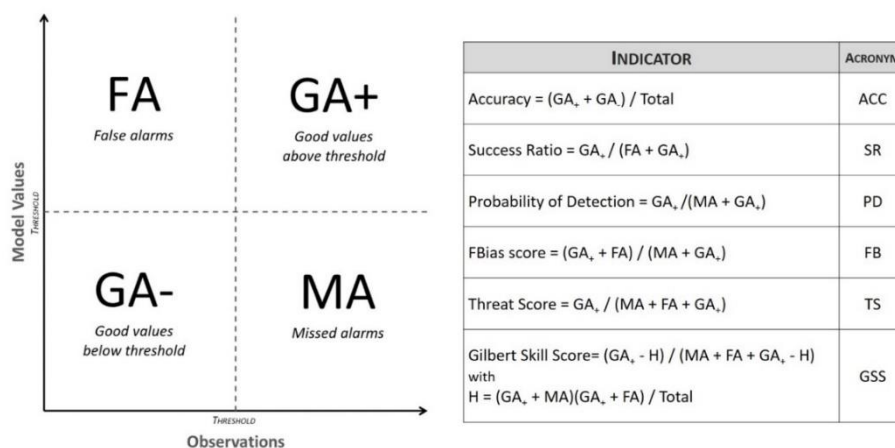 FA
False alarms
GA+
Good values
above threshold
Model Values
THRESHOLD
GA-
Good values
below threshold
MA
Missed alarms
THRESHOLD
Observations
INDICATOR ACRONYM
Accuracy = (GA+ + GA-) / Total ACC
Success Ratio = GA+ / (FA + GA+) SR
Probability of Detection = GA+ /(MA + GA+) PD
FBias score = (GA+ + FA) / (MA + GA+) FB
Threat Score = GA+ / (MA + FA + GA+) TS
Gilbert Skill Score= (GA+ - H) / (MA + FA + GA+ - H)
with
H = (GA+ + MA)(GA+ + FA) / Total
GSS